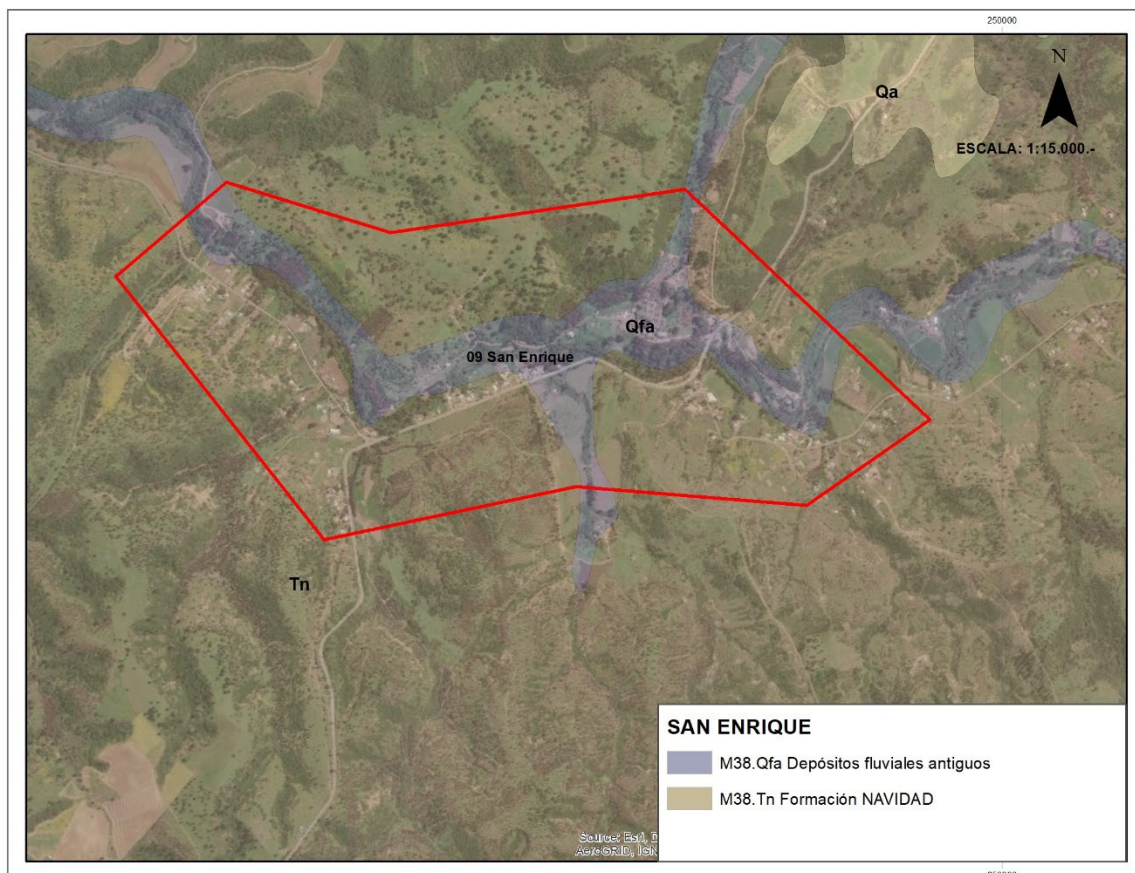 250000
N
Qa
ESCALA: 1:15.000.-
Qfa
09 San Enrique
Tn
SAN ENRIQUE
M38.Qfa Depósitos fluviales antiguos
M38.Tn Formación NAVIDAD
Source: Esri, D
AeroGRID, IGN